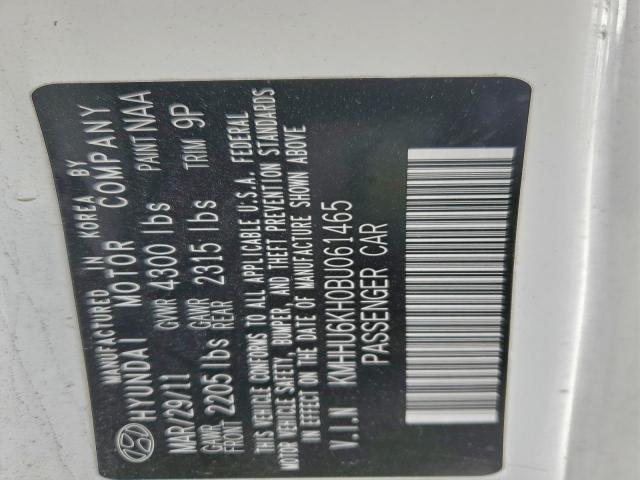 MANUFACTURED IN KOREA BY
HYUNDAI MOTOR COMPANY
MAR/29/11 GVWR 4300 lbs PAINT NAA
GAWR FRONT 2205 lbs GAWR REAR 2315 lbs TRIM 9P
THIS VEHICLE CONFORMS TO ALL APPLICABLE U.S.A. FEDERAL
MOTOR VEHICLE SAFETY, BUMPER, AND THEFT PREVENTION STANDARDS
IN EFFECT ON THE DATE OF MANUFACTURE SHOWN ABOVE
V.I.N KMHHU6KH0BU061465
PASSENGER CAR